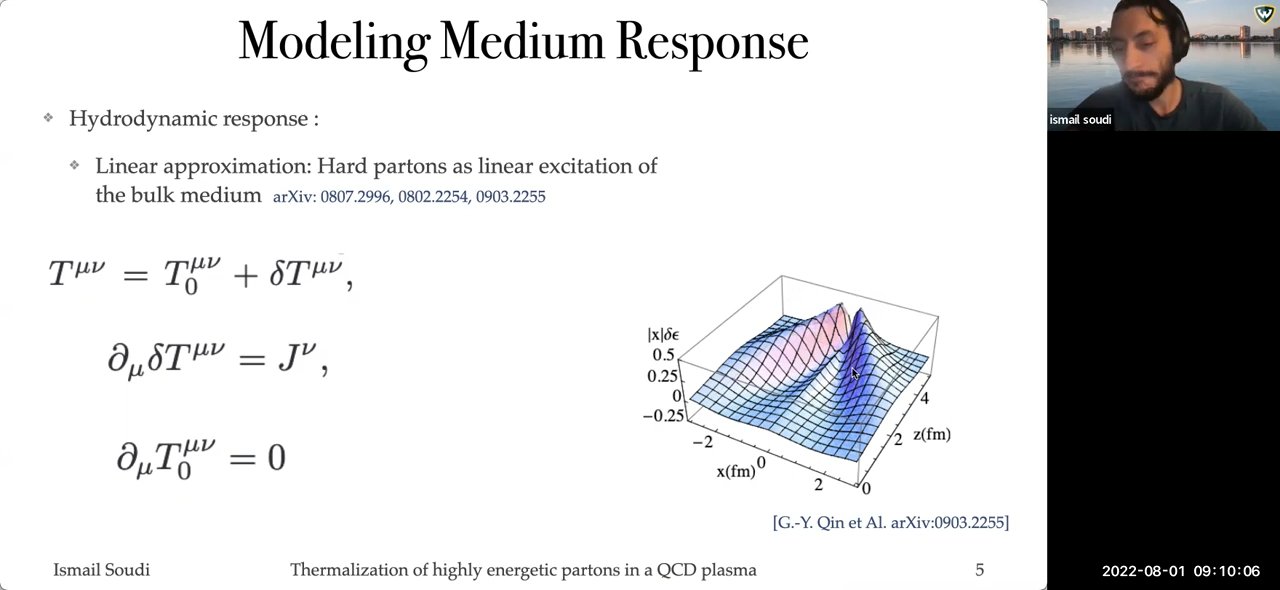 Modeling Medium Response
❖ Hydrodynamic response :
❖ Linear approximation: Hard partons as linear excitation of
the bulk medium arXiv: 0807.2996, 0802.2254, 0903.2255
T^{μν} = T_0^{μν} + δT^{μν},
∂_μ δT^{μν} = J^ν,
∂_μ T_0^{μν} = 0
|x|δϵ
0.5
0.25
0
−0.25
−2
0
2
x(fm)
0
2
4
z(fm)
[G.-Y. Qin et Al. arXiv:0903.2255]
Ismail Soudi Thermalization of highly energetic partons in a QCD plasma 5
ismail soudi
W
2022-08-01 09:10:06